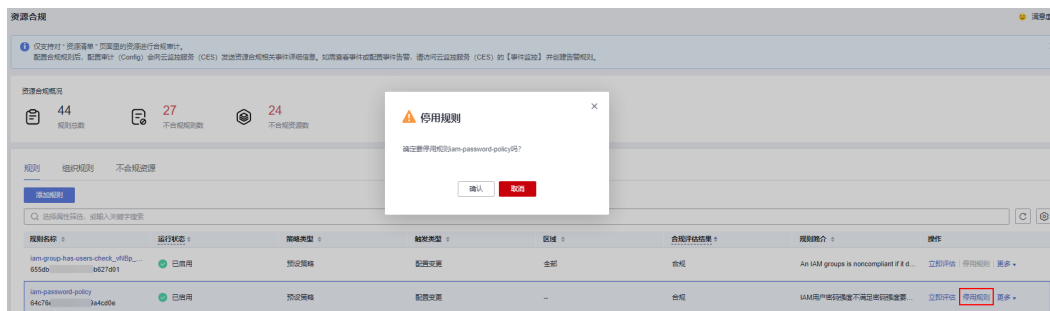 资源合规
满意度
仅支持对“资源清单”页面里的资源进行合规审计。
配置合规规则后，配置审计（Config）会向云监控服务（CES）发送资源合规相关事件详细信息。如需查看事件或配置事件告警，请访问云监控服务（CES）的【事件监控】并创建告警规则。
资源合规概况
44
规则总数
27
不合规规则数
24
不合规资源数
停用规则
确定要停用规则iam-password-policy吗?
确认
取消
规则
组织规则
不合规资源
添加规则
选择属性筛选，或输入关键字搜索
规则名称 运行状态 策略类型 触发类型 区域 合规评估结果 规则简介 操作
iam-group-has-users-check_vNBp_...
655db b627d01
已启用 预设策略 配置变更 全部 合规 An IAM groups is noncompliant if it d... 立即评估 停用规则 更多
iam-password-policy
64c76e 9a4cd0e
已启用 预设策略 配置变更 -- 合规 IAM用户密码强度不满足密码强度要... 立即评估 停用规则 更多